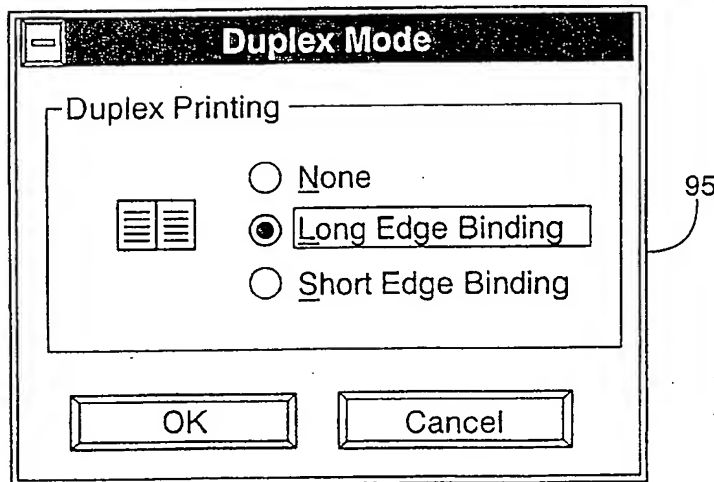 Duplex Mode
Duplex Printing
None
Long Edge Binding
Short Edge Binding
95
OK
Cancel